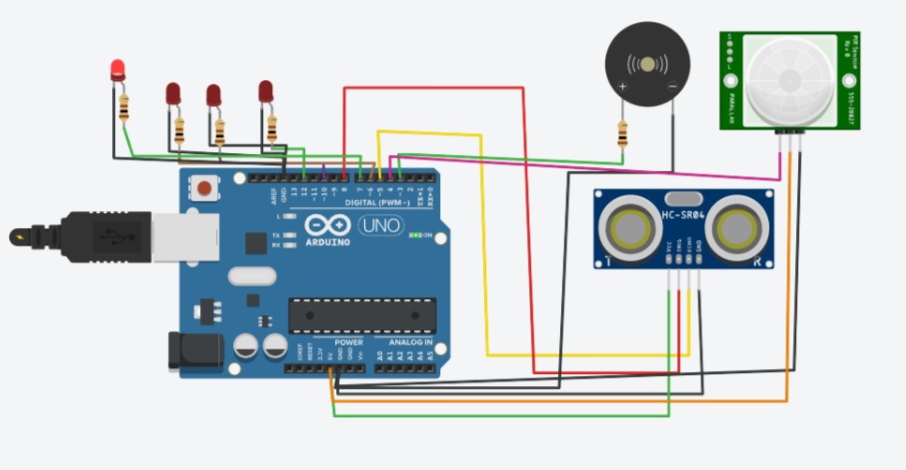 +
−
PIR Sensor
Rev B
555-28027
PARALLAX
HC-SR04
VCC
TRIG
ECHO
GND
T
R
AREF
GND
13
12
~11
~10
~9
8
7
~6
~5
4
~3
2
TX→1
RX←0
DIGITAL (PWM~)
L
TX
RX
ARDUINO
UNO
ON
POWER
ANALOG IN
IOREF
RESET
3.3V
5V
GND
GND
Vin
A0
A1
A2
A3
A4
A5